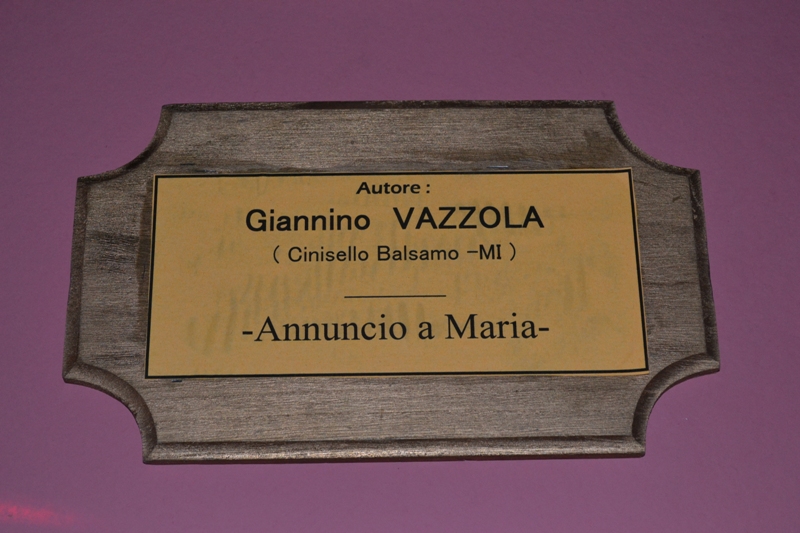 Autore :
Giannino VAZZOLA
( Cinisello Balsamo -MI )
-Annuncio a Maria-